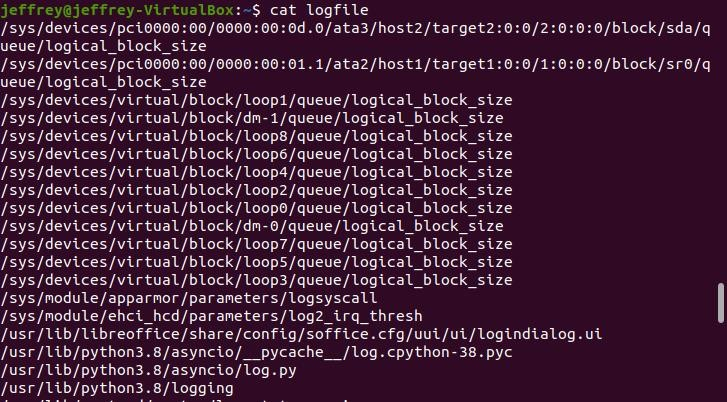 jeffrey@jeffrey-VirtualBox:~$ cat logfile
/sys/devices/pci0000:00/0000:00:0d.0/ata3/host2/target2:0:0/2:0:0:0/block/sda/q
ueue/logical_block_size
/sys/devices/pci0000:00/0000:00:01.1/ata2/host1/target1:0:0/1:0:0:0/block/sr0/q
ueue/logical_block_size
/sys/devices/virtual/block/loop1/queue/logical_block_size
/sys/devices/virtual/block/dm-1/queue/logical_block_size
/sys/devices/virtual/block/loop8/queue/logical_block_size
/sys/devices/virtual/block/loop6/queue/logical_block_size
/sys/devices/virtual/block/loop4/queue/logical_block_size
/sys/devices/virtual/block/loop2/queue/logical_block_size
/sys/devices/virtual/block/loop0/queue/logical_block_size
/sys/devices/virtual/block/dm-0/queue/logical_block_size
/sys/devices/virtual/block/loop7/queue/logical_block_size
/sys/devices/virtual/block/loop5/queue/logical_block_size
/sys/devices/virtual/block/loop3/queue/logical_block_size
/sys/module/apparmor/parameters/logsyscall
/sys/module/ehci_hcd/parameters/log2_irq_thresh
/usr/lib/libreoffice/share/config/soffice.cfg/uui/ui/logindialog.ui
/usr/lib/python3.8/asyncio/__pycache__/log.cpython-38.pyc
/usr/lib/python3.8/asyncio/log.py
/usr/lib/python3.8/logging